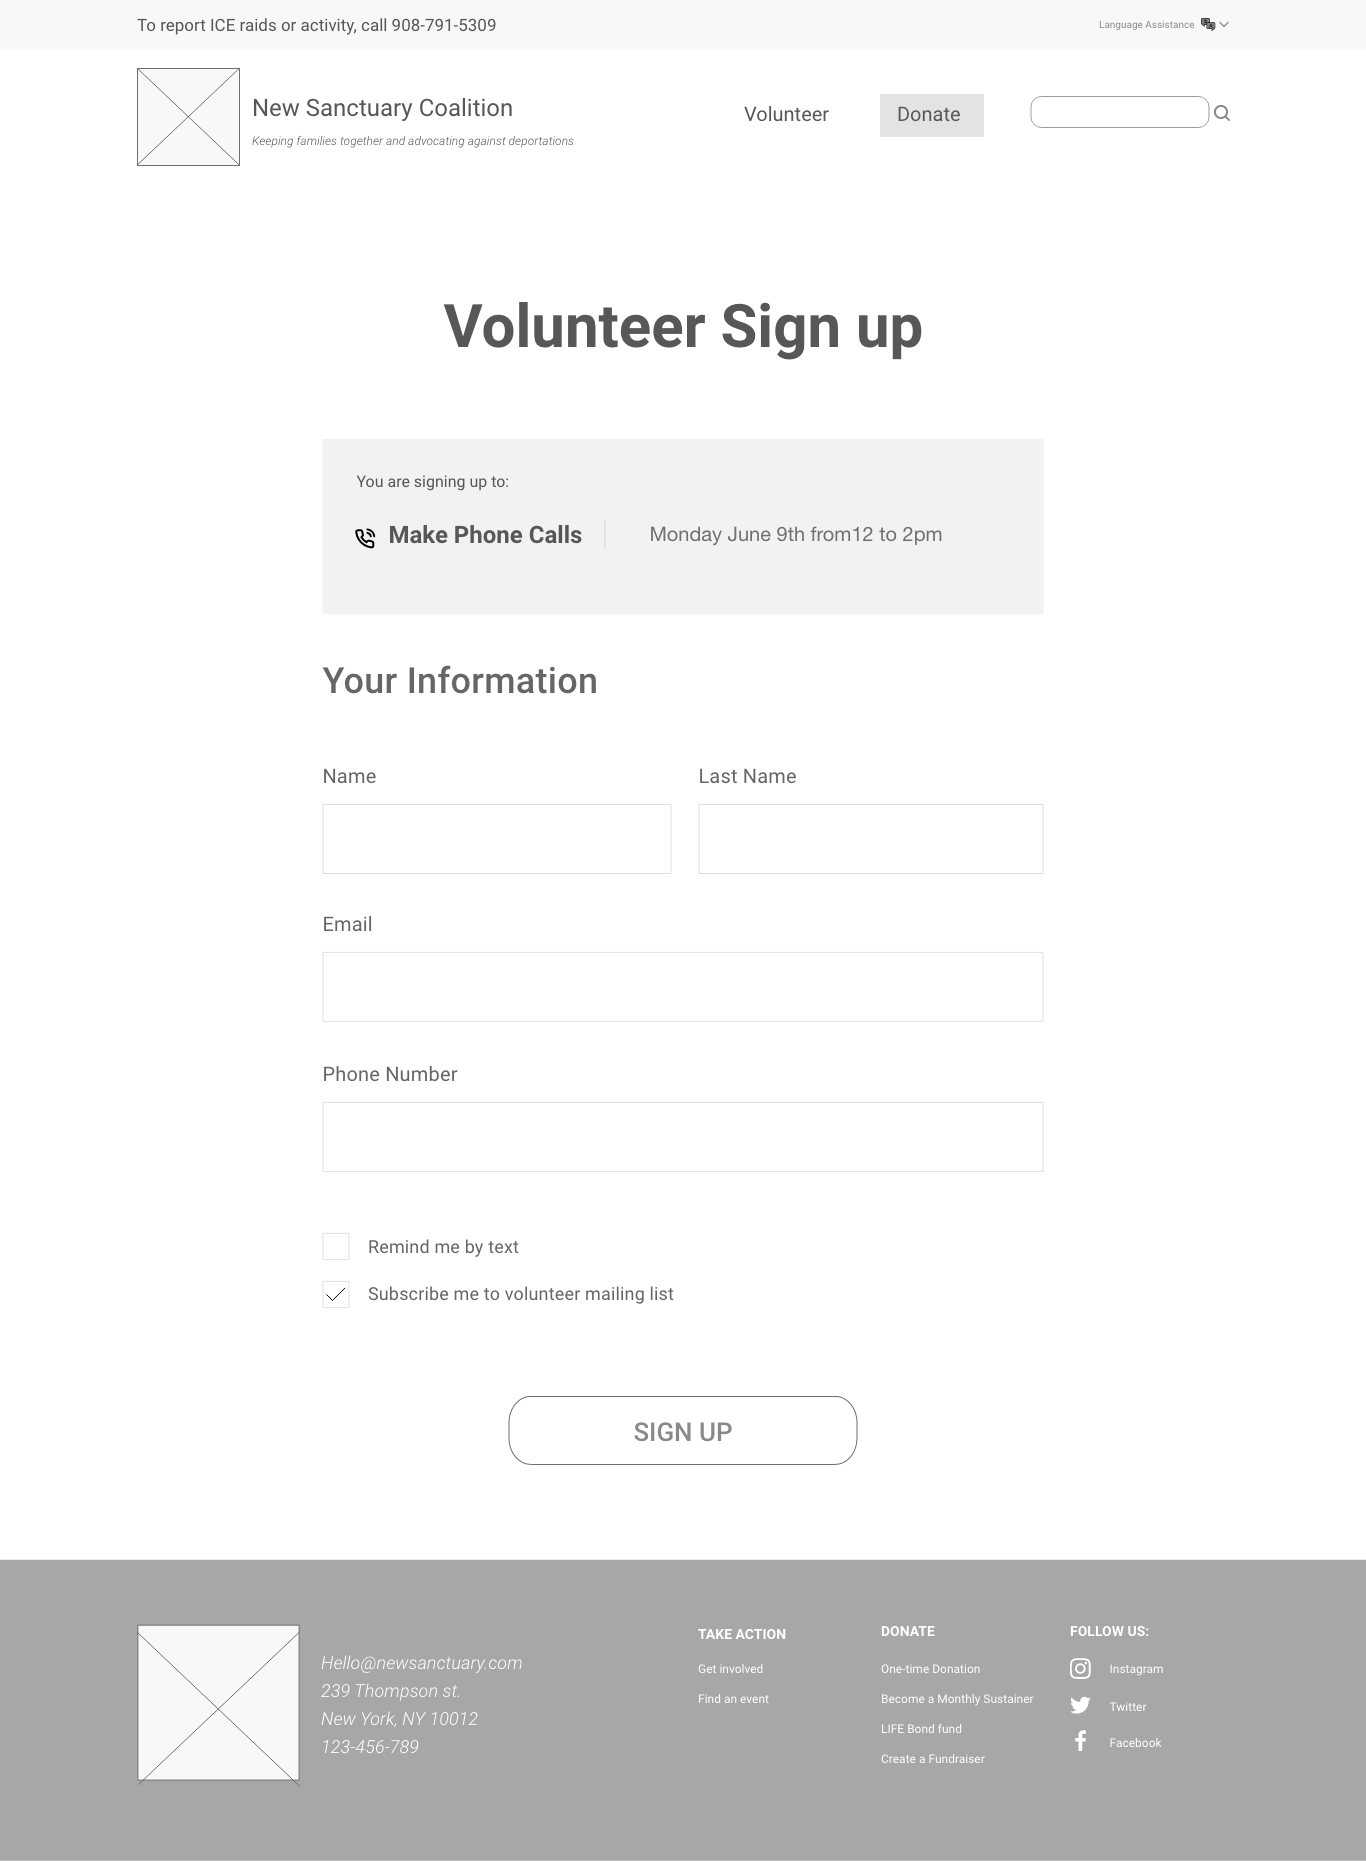 To report ICE raids or activity, call 908-791-5309
Language Assistance
New Sanctuary Coalition
Keeping families together and advocating against deportations
Volunteer
Donate
Volunteer Sign up
You are signing up to:
Make Phone Calls
Monday June 9th from12 to 2pm
Your Information
Name
Last Name
Email
Phone Number
Remind me by text
Subscribe me to volunteer mailing list
SIGN UP
Hello@newsanctuary.com
239 Thompson st.
New York, NY 10012
123-456-789
TAKE ACTION
Get involved
Find an event
DONATE
One-time Donation
Become a Monthly Sustainer
LIFE Bond fund
Create a Fundraiser
FOLLOW US:
Instagram
Twitter
Facebook